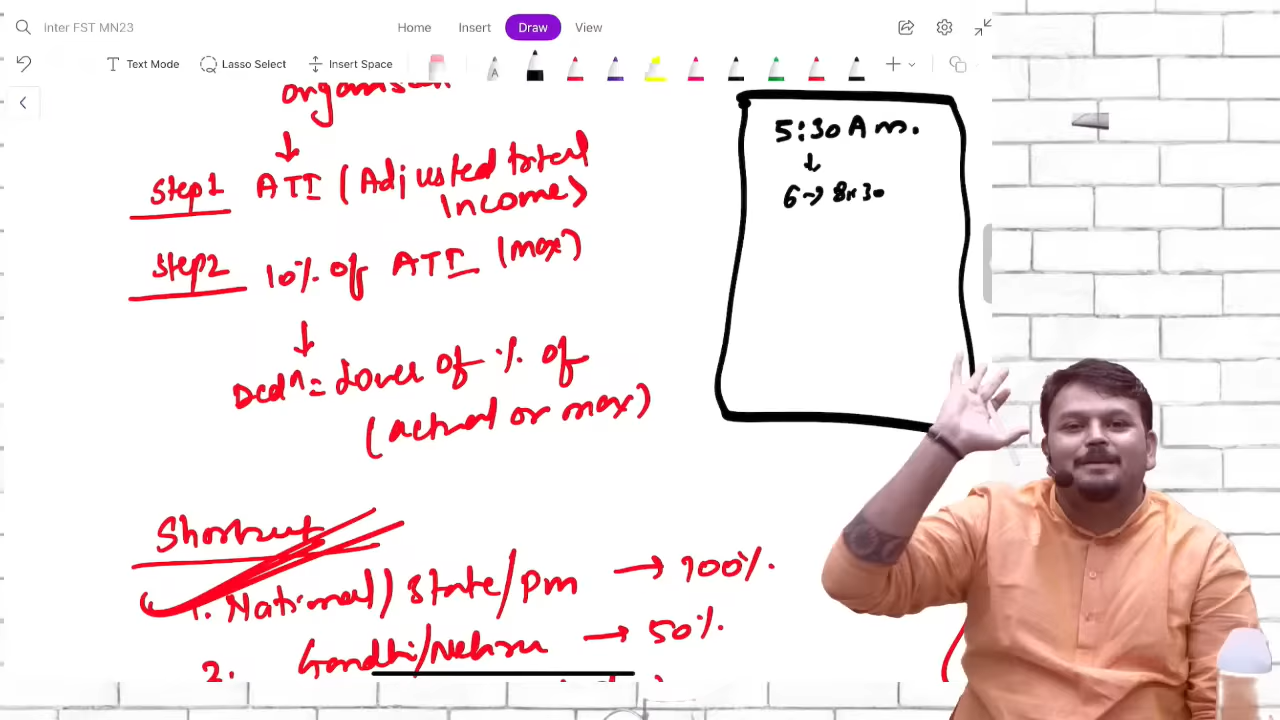 inter FST MN23
Home Insert Draw View
Text Mode Lasso Select Insert Space
A
Step1 ATI (Adjusted total
Income)
Step2 10% of ATI (max)
Dedn = Lower of % of
(actual or max)
Shortcut
1. National/State/Pm → 100%.
2. Gandhi/Nehru → 50%.
5:30 Am.
↓
6 → 8:30